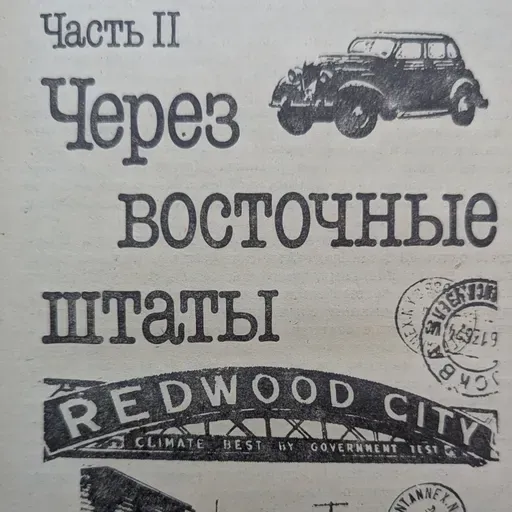 Часть II
Через
восточные
штаты
REDWOOD CITY
CLIMATE BEST BY GOVERNMENT TEST